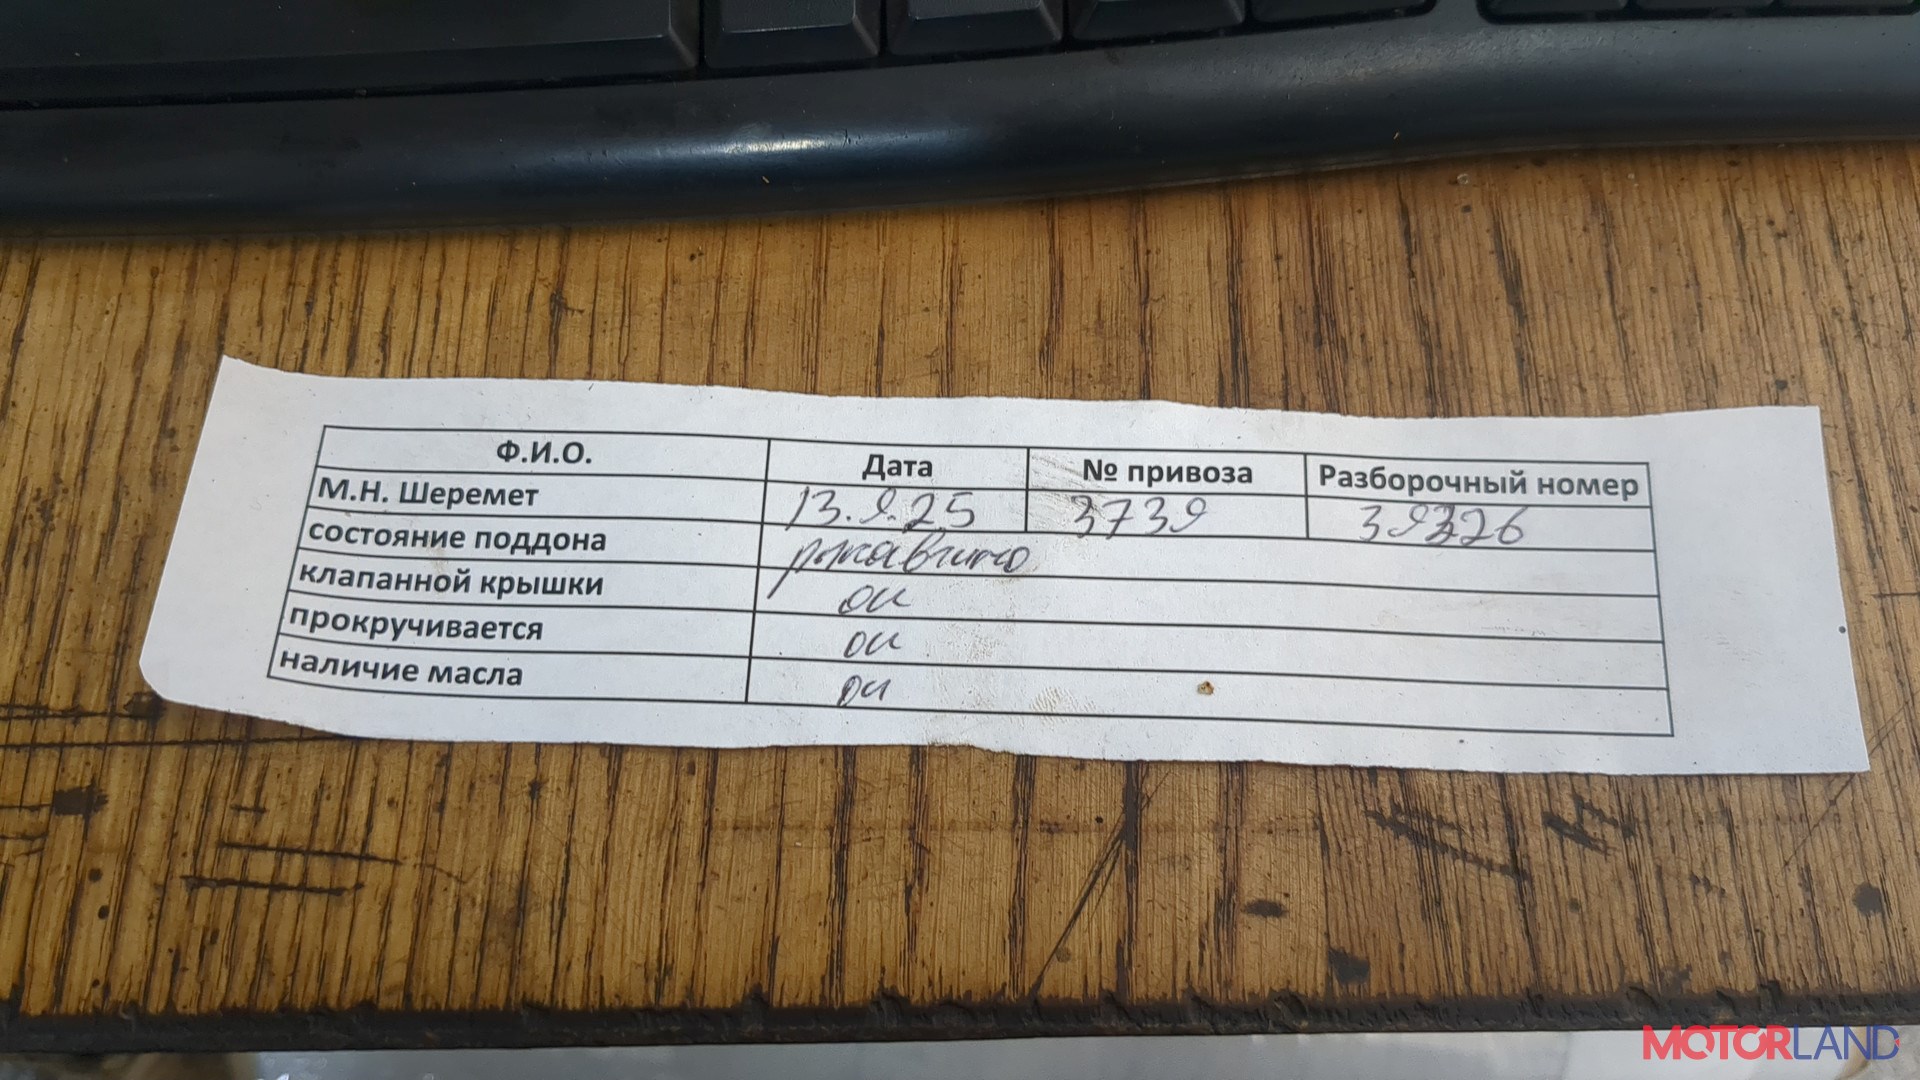 Ф.И.О. Дата № привоза Разборочный номер
М.Н. Шеремет 13.9.25 3739 39326
состояние поддона
клапанной крышки ок
прокручивается ок
наличие масла ок
MOTORLAND